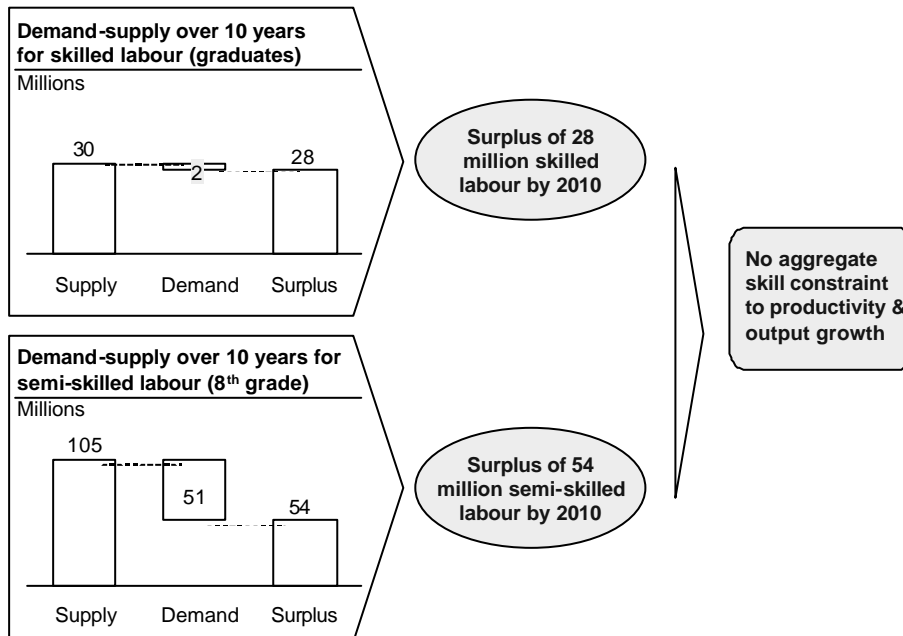 Demand-supply over 10 years
for skilled labour (graduates)
Millions
30
2
28
Supply
Demand
Surplus
Surplus of 28
million skilled
labour by 2010
No aggregate
skill constraint
to productivity &
output growth
Demand-supply over 10 years for
semi-skilled labour (8th grade)
Millions
105
51
54
Supply
Demand
Surplus
Surplus of 54
million semi-skilled
labour by 2010